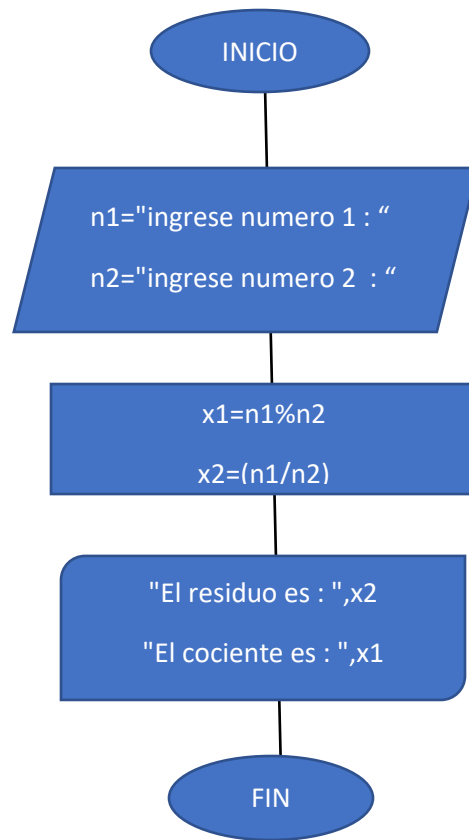 INICIO
n1="ingrese numero 1 : “
n2="ingrese numero 2  : “
x1=n1%n2
x2=(n1/n2)
"El residuo es : ",x2
"El cociente es : ",x1
FIN